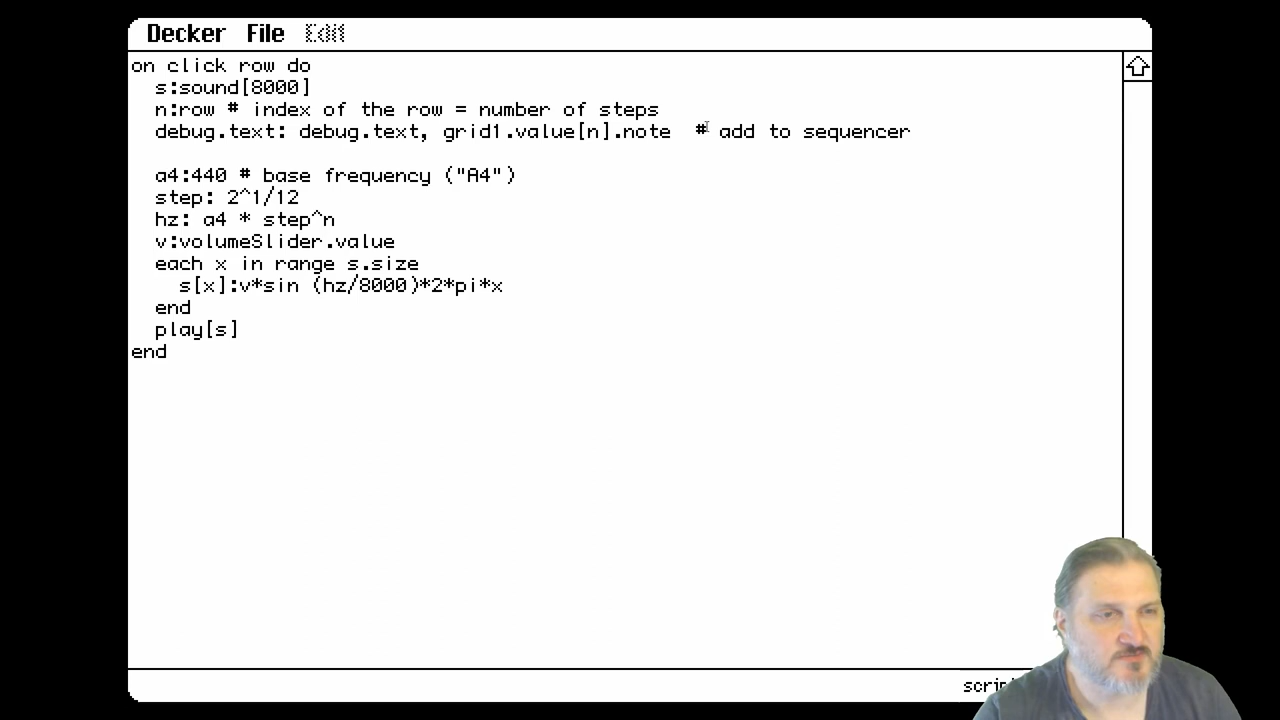 Decker File Edit
on click row do
  s:sound[8000]
  n:row # index of the row = number of steps
  debug.text: debug.text, grid1.value[n].note  # add to sequencer
  a4:440 # base frequency ("A4")
  step: 2^1/12
  hz: a4 * step^n
  v:volumeSlider.value
  each x in range s.size
    s[x]:v*sin (hz/8000)*2*pi*x
  end
  play[s]
end